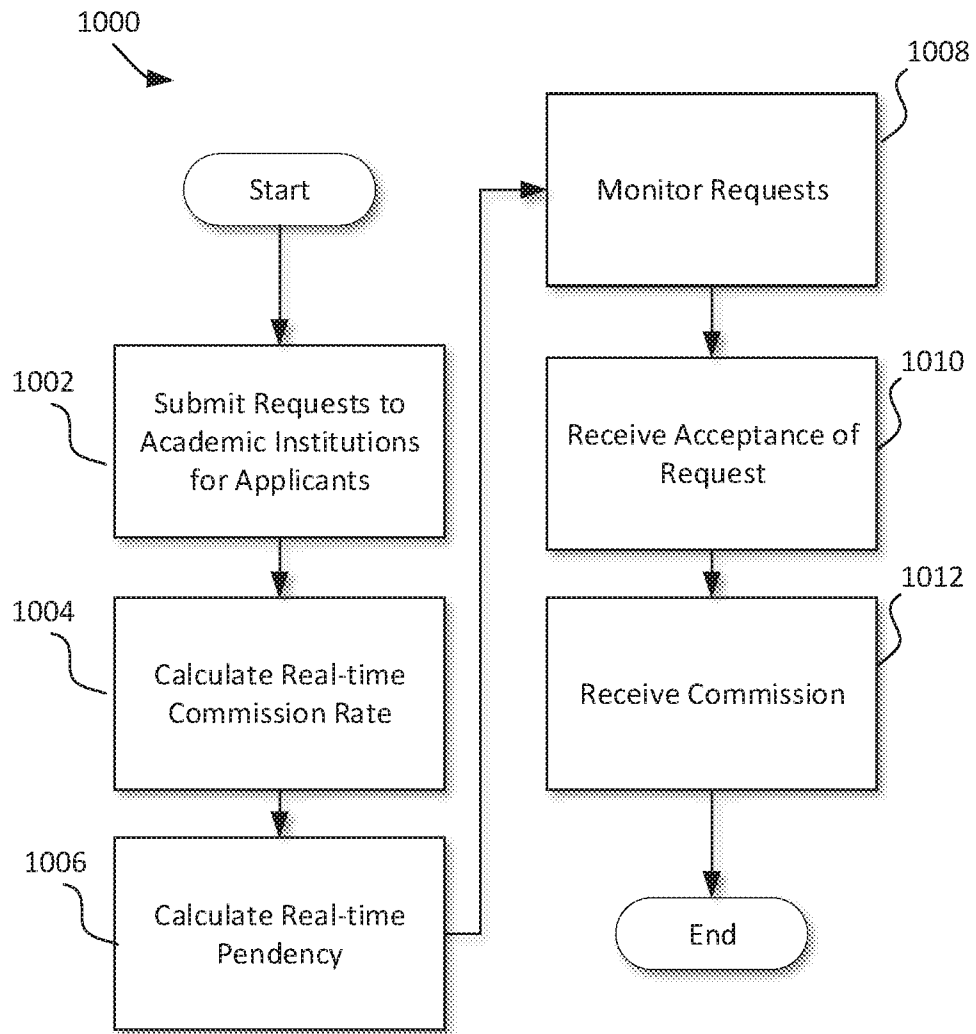 1000
Start
1002
Submit Requests to
Academic Institutions
for Applicants
1004
Calculate Real-time
Commission Rate
1006
Calculate Real-time
Pendency
1008
Monitor Requests
1010
Receive Acceptance of
Request
1012
Receive Commission
End